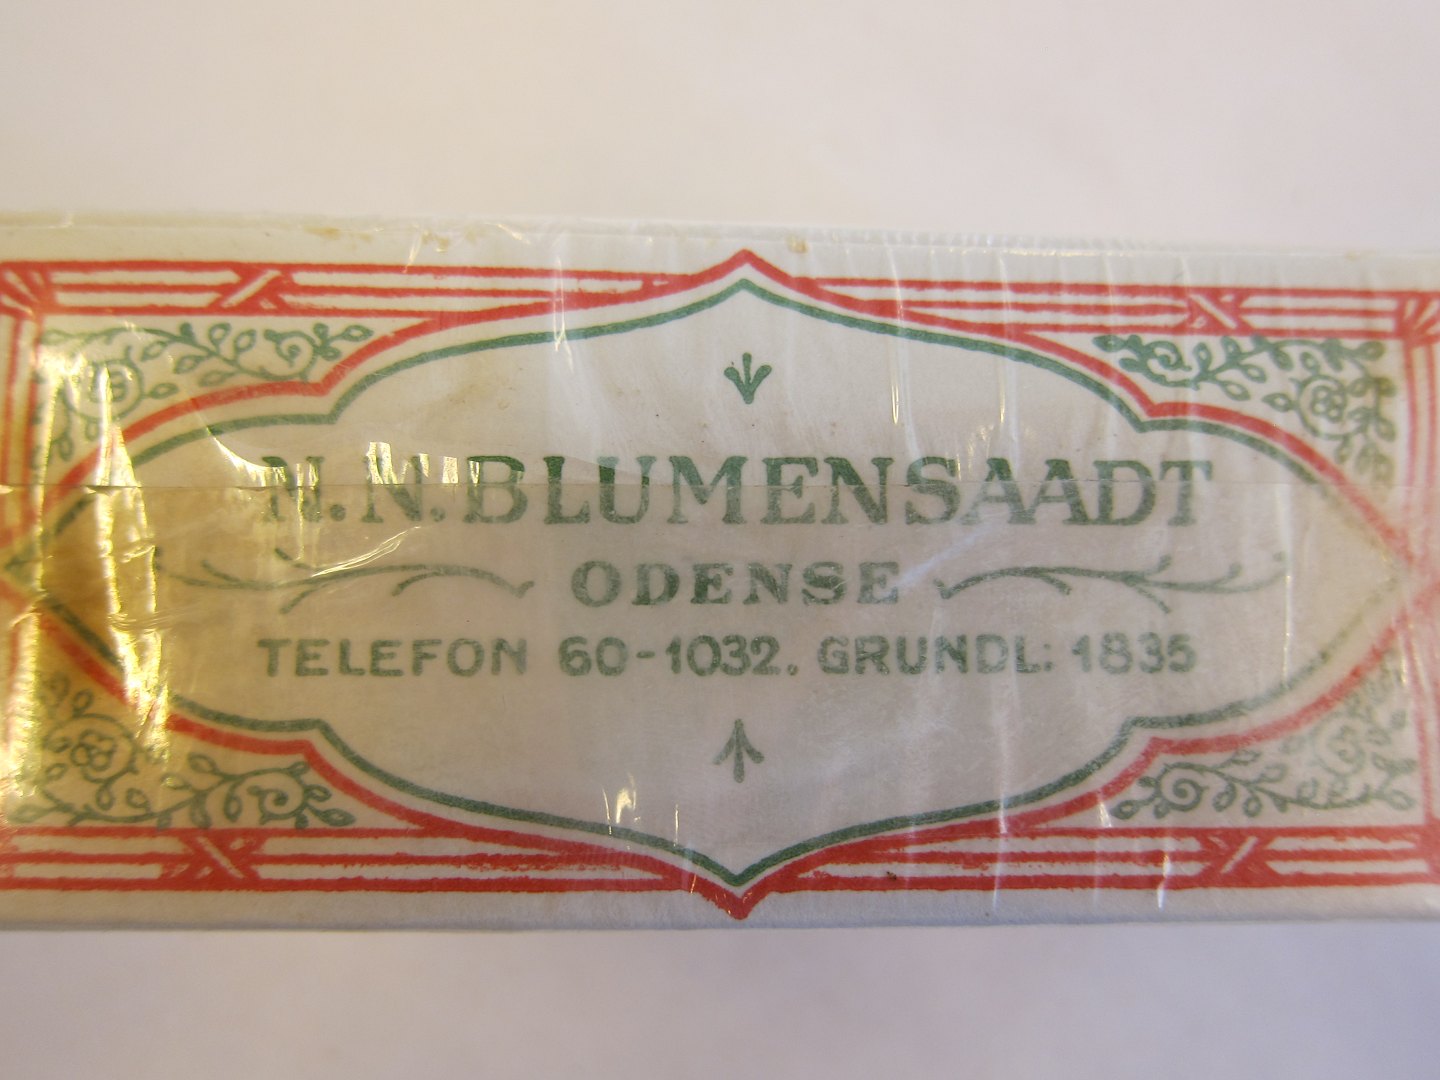 N.N.BLUMENSAADT
ODENSE
TELEFON 60-1032. GRUNDL: 1835